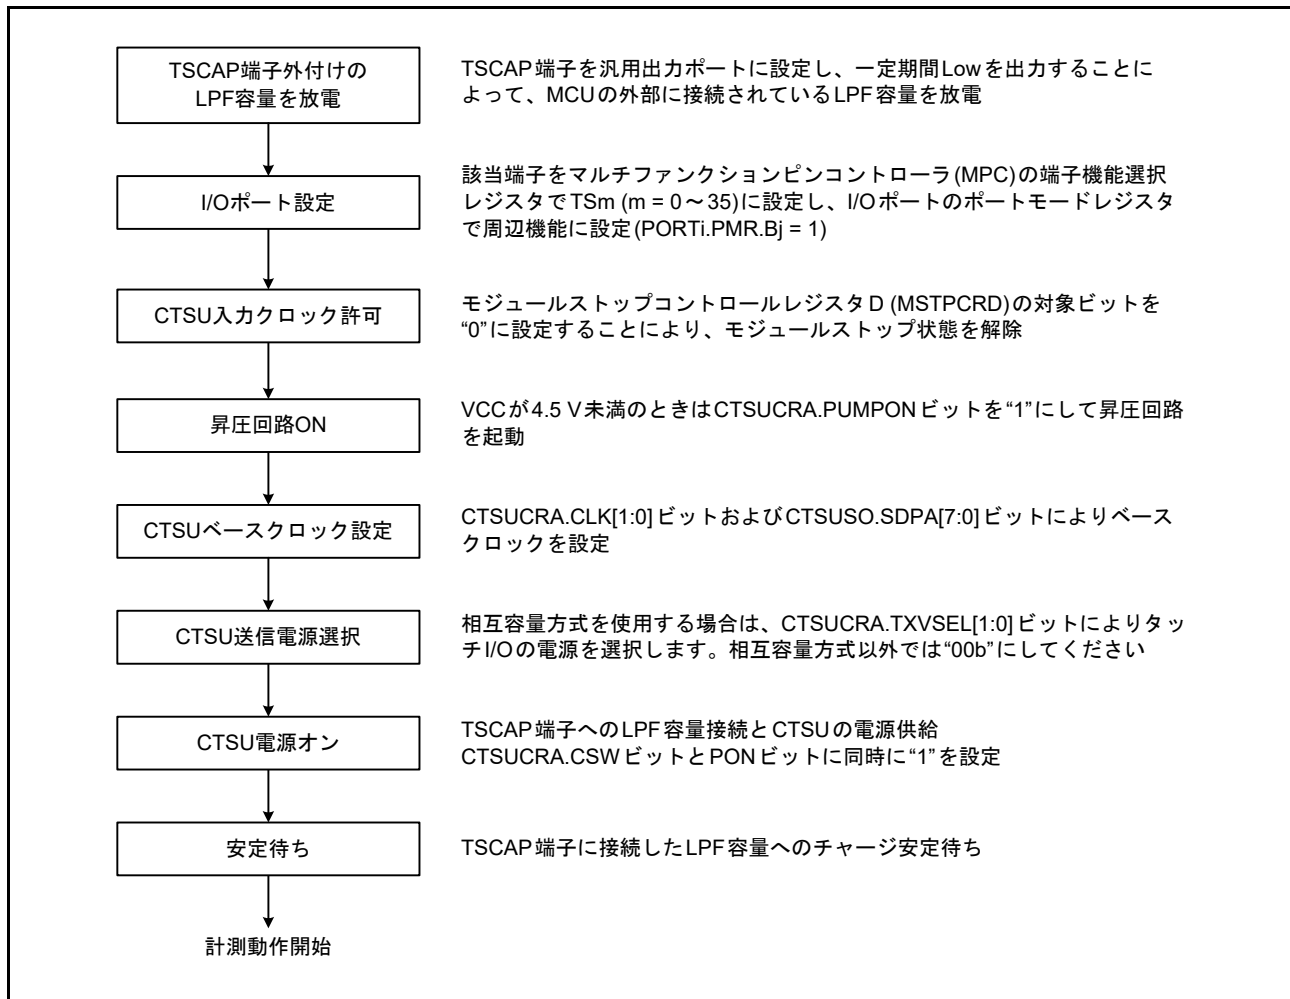 TSCAP端子外付けの
LPF容量を放電
TSCAP端子を汎用出力ポートに設定し、一定期間Lowを出力することに
よって、MCUの外部に接続されているLPF容量を放電
I/Oポート設定
該当端子をマルチファンクションピンコントローラ(MPC)の端子機能選択
レジスタでTSm (m = 0～35)に設定し、I/Oポートのポートモードレジスタ
で周辺機能に設定(PORTi.PMR.Bj = 1)
CTSU入力クロック許可
モジュールストップコントロールレジスタD (MSTPCRD)の対象ビットを
“0”に設定することにより、モジュールストップ状態を解除
昇圧回路ON
VCCが4.5 V未満のときはCTSUCRA.PUMPONビットを“1”にして昇圧回路
を起動
CTSUベースクロック設定
CTSUCRA.CLK[1:0]ビットおよびCTSUSO.SDPA[7:0]ビットによりベース
クロックを設定
CTSU送信電源選択
相互容量方式を使用する場合は、CTSUCRA.TXVSEL[1:0]ビットによりタッ
チI/Oの電源を選択します。相互容量方式以外では“00b”にしてください
CTSU電源オン
TSCAP端子へのLPF容量接続とCTSUの電源供給
CTSUCRA.CSWビットとPONビットに同時に“1”を設定
安定待ち
TSCAP端子に接続したLPF容量へのチャージ安定待ち
計測動作開始